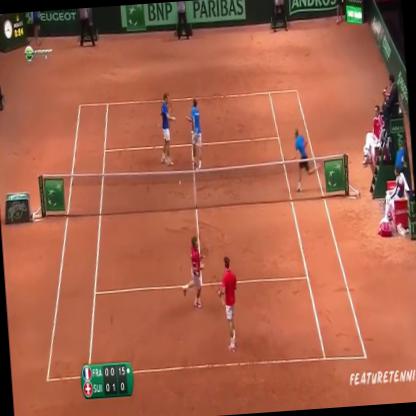 PEUGEOT
BNP PARIBAS
ANDROS
FRA 0 0 15
SUI 0 1 0
FEATURETENNI